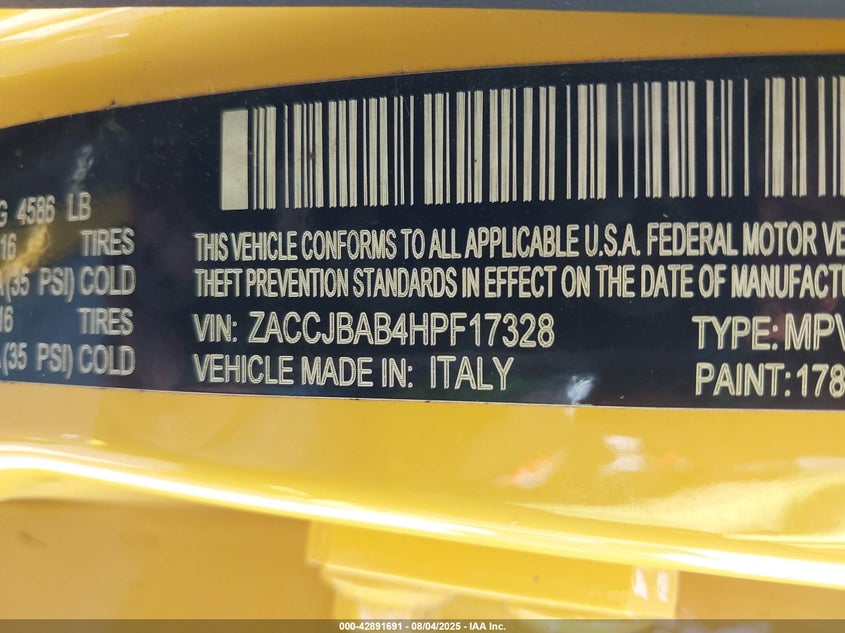 G 4586 LB
16 TIRES
(35 PSI) COLD
16 TIRES
(35 PSI) COLD
THIS VEHICLE CONFORMS TO ALL APPLICABLE U.S.A. FEDERAL MOTOR VE
THEFT PREVENTION STANDARDS IN EFFECT ON THE DATE OF MANUFACTU
VIN: ZACCJBAB4HPF17328 TYPE: MPV
VEHICLE MADE IN: ITALY PAINT: 178
000-42891691 - 08/04/2025 - IAA Inc.